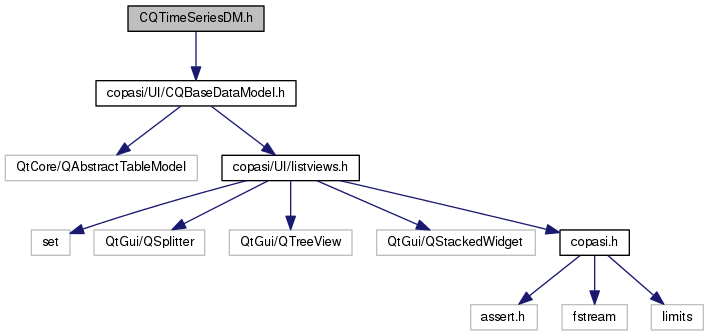 CQTimeSeriesDM.h
copasi/UI/CQBaseDataModel.h
QtCore/QAbstractTableModel
copasi/UI/listviews.h
set
QtGui/QSplitter
QtGui/QTreeView
QtGui/QStackedWidget
copasi.h
assert.h
fstream
limits